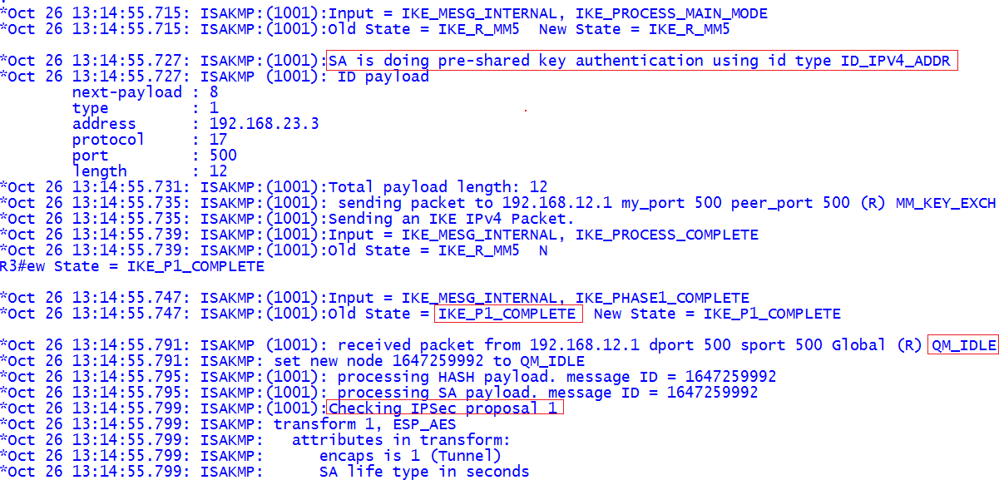 *Oct 26 13:14:55.715: ISAKMP:(1001):Input = IKE_MESG_INTERNAL, IKE_PROCESS_MAIN_MODE
*Oct 26 13:14:55.715: ISAKMP:(1001):Old State = IKE_R_MM5  New State = IKE_R_MM5
*Oct 26 13:14:55.727: ISAKMP:(1001):SA is doing pre-shared key authentication using id type ID_IPV4_ADDR
*Oct 26 13:14:55.727: ISAKMP (1001): ID payload
        next-payload : 8
        type         : 1
        address      : 192.168.23.3
        protocol     : 17
        port         : 500
        length       : 12
*Oct 26 13:14:55.731: ISAKMP:(1001):Total payload length: 12
*Oct 26 13:14:55.735: ISAKMP:(1001): sending packet to 192.168.12.1 my_port 500 peer_port 500 (R) MM_KEY_EXCH
*Oct 26 13:14:55.735: ISAKMP:(1001):Sending an IKE IPv4 Packet.
*Oct 26 13:14:55.739: ISAKMP:(1001):Input = IKE_MESG_INTERNAL, IKE_PROCESS_COMPLETE
*Oct 26 13:14:55.739: ISAKMP:(1001):Old State = IKE_R_MM5  N
R3#ew State = IKE_P1_COMPLETE
*Oct 26 13:14:55.747: ISAKMP:(1001):Input = IKE_MESG_INTERNAL, IKE_PHASE1_COMPLETE
*Oct 26 13:14:55.747: ISAKMP:(1001):Old State = IKE_P1_COMPLETE  New State = IKE_P1_COMPLETE
*Oct 26 13:14:55.791: ISAKMP (1001): received packet from 192.168.12.1 dport 500 sport 500 Global (R) QM_IDLE
*Oct 26 13:14:55.791: ISAKMP: set new node 1647259992 to QM_IDLE
*Oct 26 13:14:55.795: ISAKMP:(1001): processing HASH payload. message ID = 1647259992
*Oct 26 13:14:55.795: ISAKMP:(1001): processing SA payload. message ID = 1647259992
*Oct 26 13:14:55.799: ISAKMP:(1001):Checking IPSec proposal 1
*Oct 26 13:14:55.799: ISAKMP: transform 1, ESP_AES
*Oct 26 13:14:55.799: ISAKMP:   attributes in transform:
*Oct 26 13:14:55.799: ISAKMP:      encaps is 1 (Tunnel)
*Oct 26 13:14:55.799: ISAKMP:      SA life type in seconds